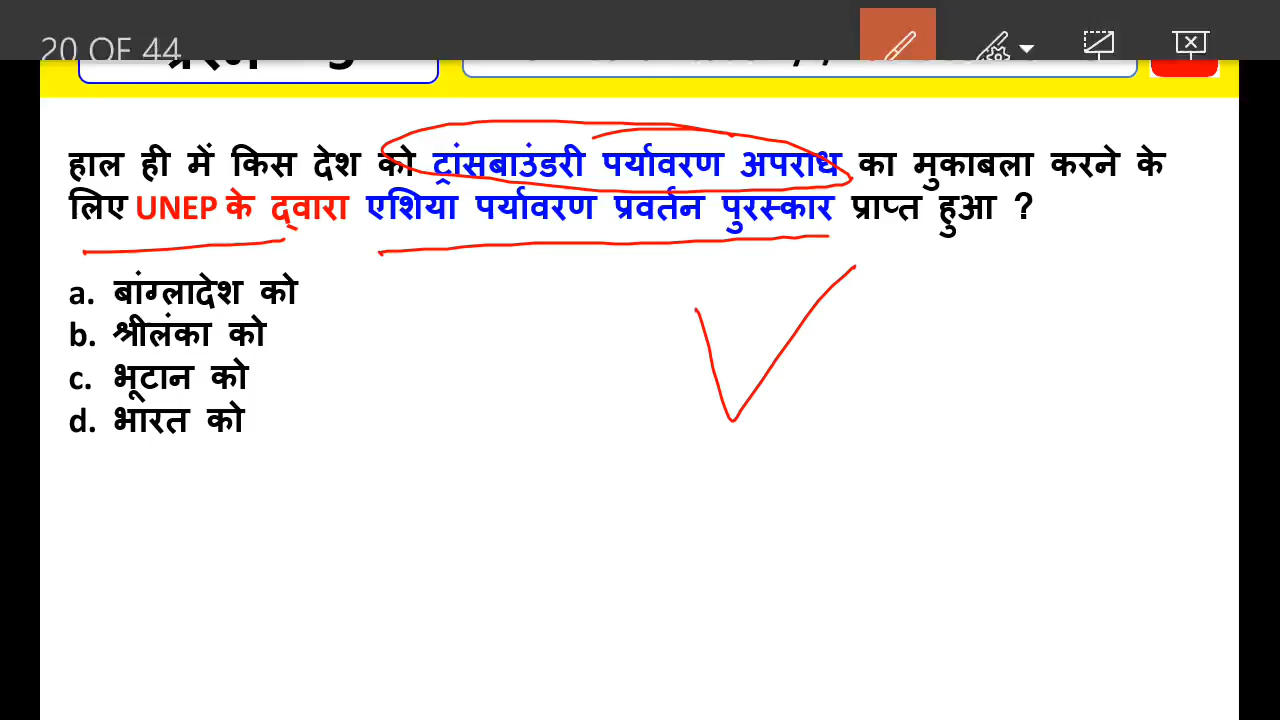 20 OF 44
हाल ही में किस देश को ट्रांसबाउंडरी पर्यावरण अपराध का मुकाबला करने के
लिए UNEP के द्वारा एशिया पर्यावरण प्रवर्तन पुरस्कार प्राप्त हुआ ?
a. बांग्लादेश को
b. श्रीलंका को
c. भूटान को
d. भारत को